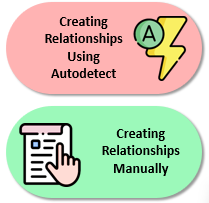 Creating
Relationships
Using
Autodetect
A
Creating
Relationships
Manually